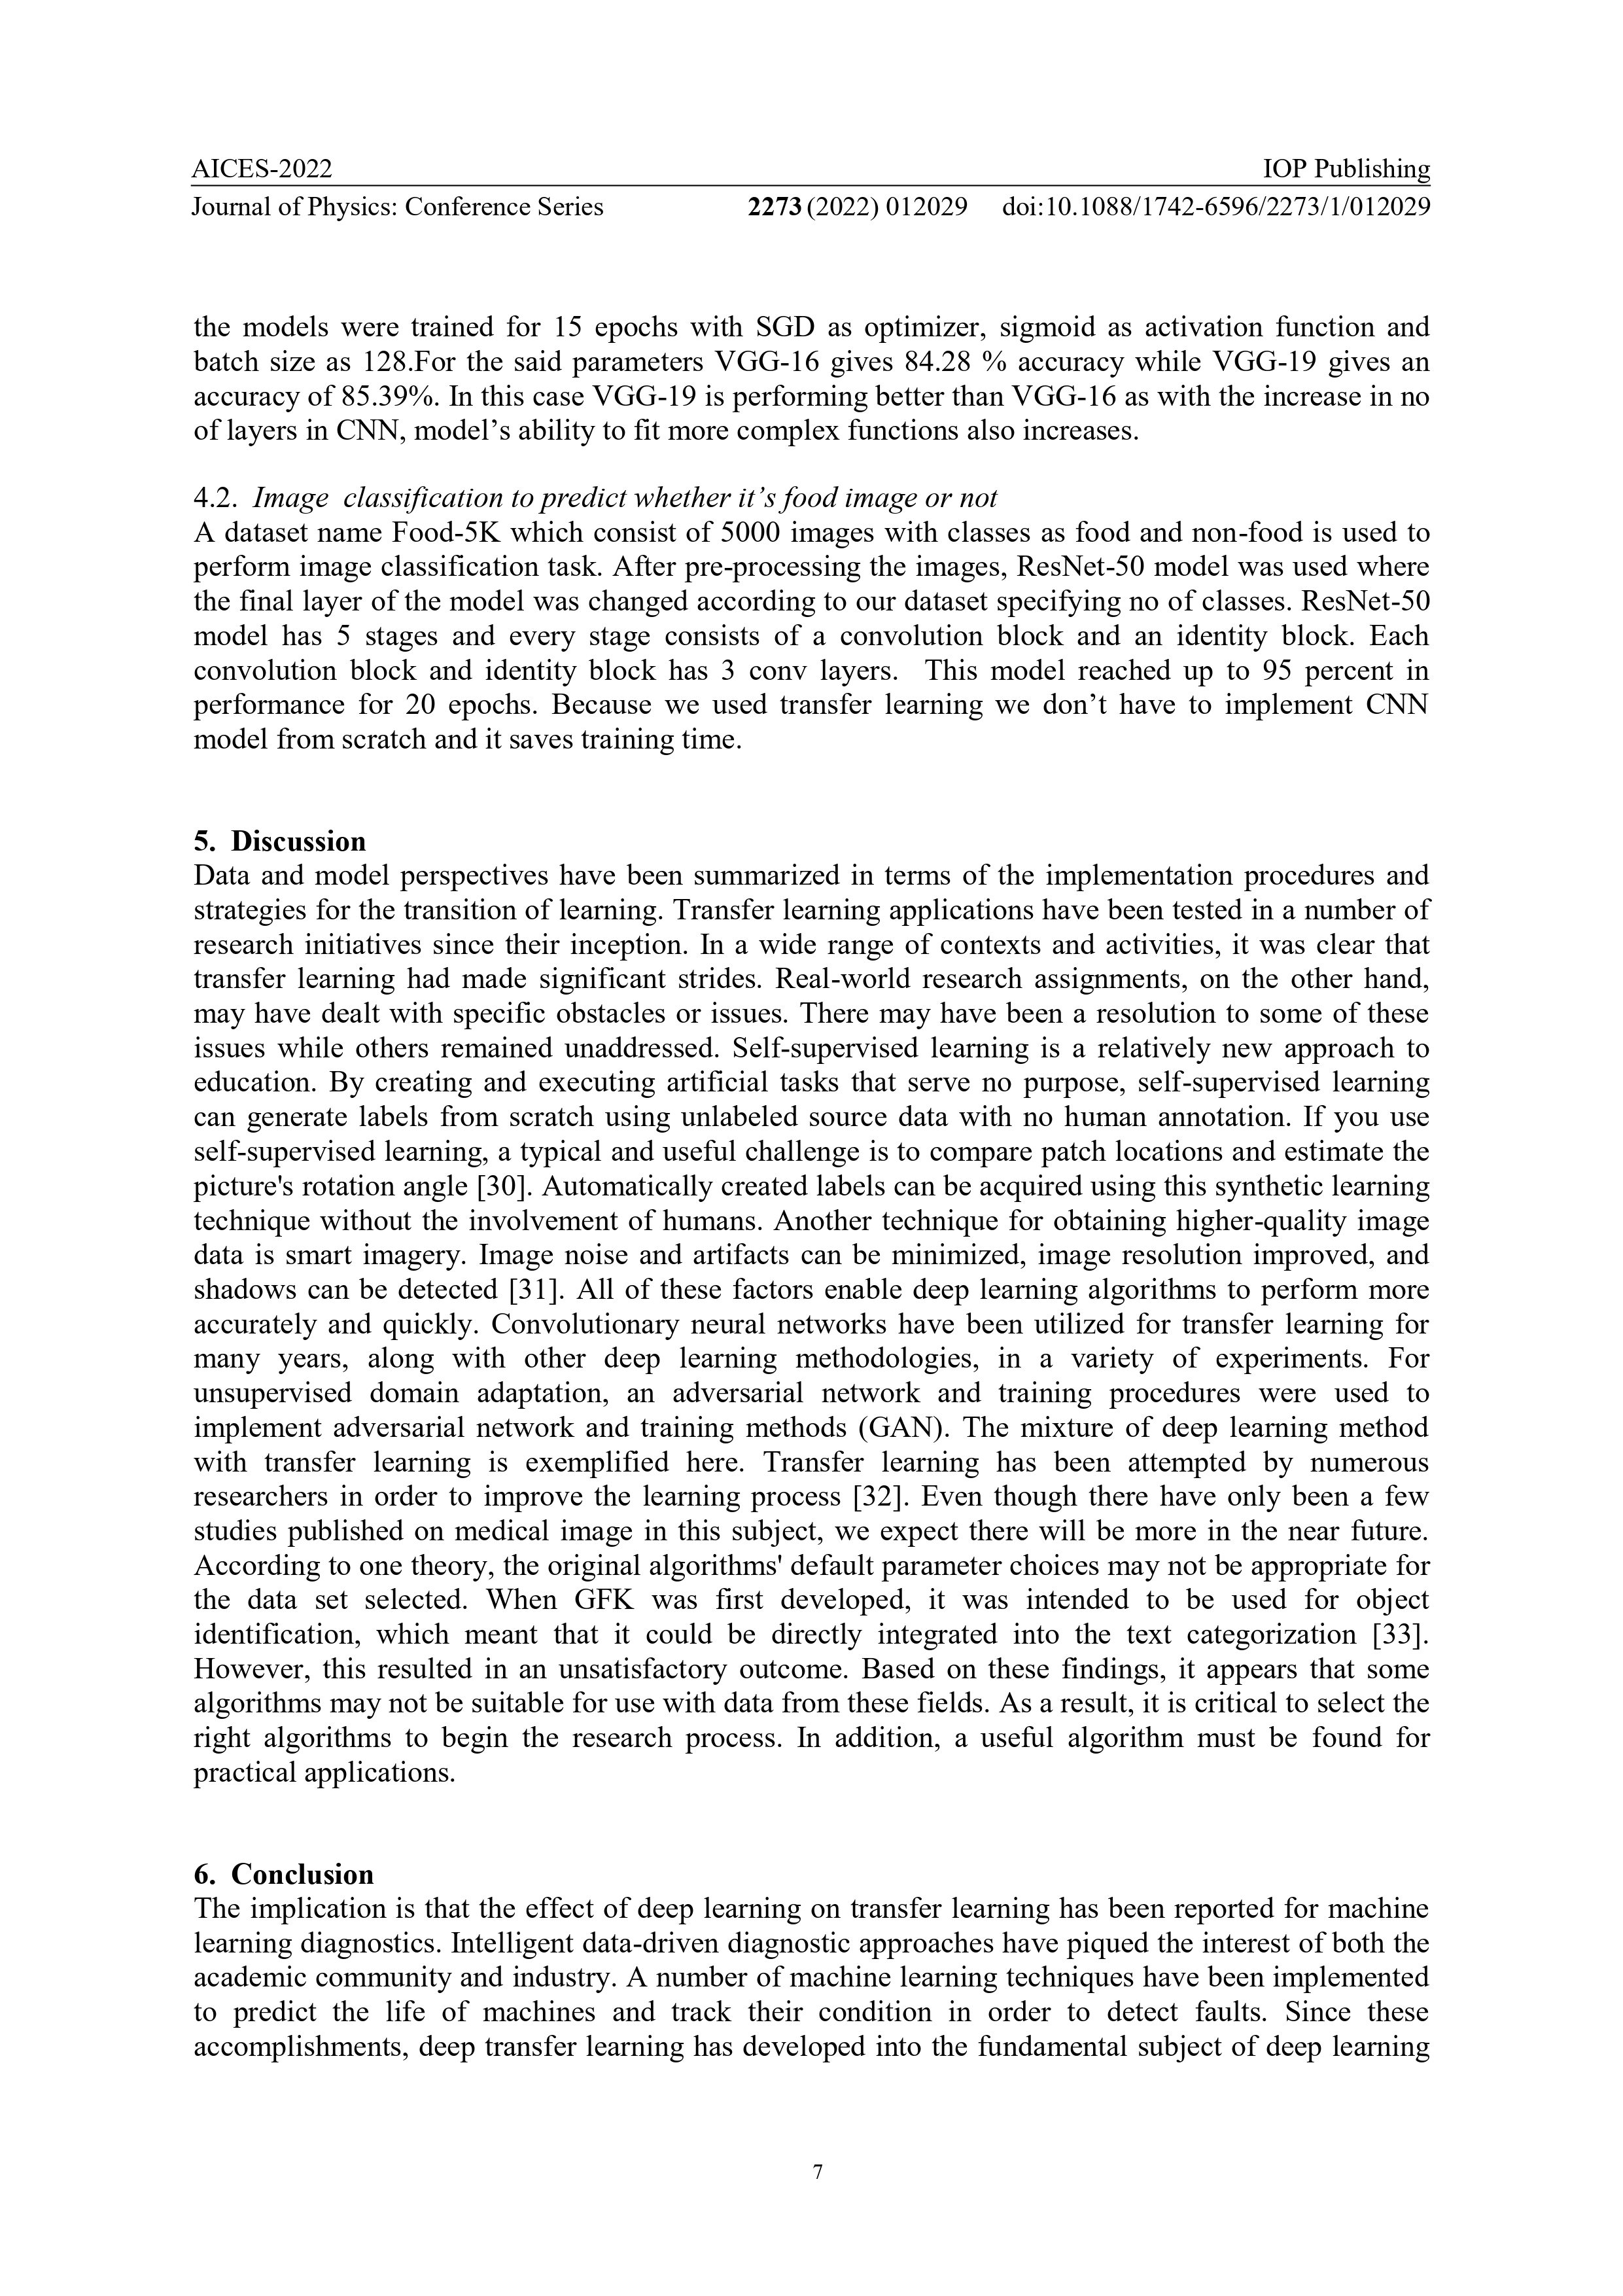 AICES-2022 IOP Publishing
Journal of Physics: Conference Series 2273 (2022) 012029 doi:10.1088/1742-6596/2273/1/012029
the models were trained for 15 epochs with SGD as optimizer, sigmoid as activation function and
batch size as 128.For the said parameters VGG-16 gives 84.28 % accuracy while VGG-19 gives an
accuracy of 85.39%. In this case VGG-19 is performing better than VGG-16 as with the increase in no
of layers in CNN, model’s ability to fit more complex functions also increases.
4.2. Image classification to predict whether it’s food image or not
A dataset name Food-5K which consist of 5000 images with classes as food and non-food is used to
perform image classification task. After pre-processing the images, ResNet-50 model was used where
the final layer of the model was changed according to our dataset specifying no of classes. ResNet-50
model has 5 stages and every stage consists of a convolution block and an identity block. Each
convolution block and identity block has 3 conv layers. This model reached up to 95 percent in
performance for 20 epochs. Because we used transfer learning we don’t have to implement CNN
model from scratch and it saves training time.
5. Discussion
Data and model perspectives have been summarized in terms of the implementation procedures and
strategies for the transition of learning. Transfer learning applications have been tested in a number of
research initiatives since their inception. In a wide range of contexts and activities, it was clear that
transfer learning had made significant strides. Real-world research assignments, on the other hand,
may have dealt with specific obstacles or issues. There may have been a resolution to some of these
issues while others remained unaddressed. Self-supervised learning is a relatively new approach to
education. By creating and executing artificial tasks that serve no purpose, self-supervised learning
can generate labels from scratch using unlabeled source data with no human annotation. If you use
self-supervised learning, a typical and useful challenge is to compare patch locations and estimate the
picture's rotation angle [30]. Automatically created labels can be acquired using this synthetic learning
technique without the involvement of humans. Another technique for obtaining higher-quality image
data is smart imagery. Image noise and artifacts can be minimized, image resolution improved, and
shadows can be detected [31]. All of these factors enable deep learning algorithms to perform more
accurately and quickly. Convolutionary neural networks have been utilized for transfer learning for
many years, along with other deep learning methodologies, in a variety of experiments. For
unsupervised domain adaptation, an adversarial network and training procedures were used to
implement adversarial network and training methods (GAN). The mixture of deep learning method
with transfer learning is exemplified here. Transfer learning has been attempted by numerous
researchers in order to improve the learning process [32]. Even though there have only been a few
studies published on medical image in this subject, we expect there will be more in the near future.
According to one theory, the original algorithms' default parameter choices may not be appropriate for
the data set selected. When GFK was first developed, it was intended to be used for object
identification, which meant that it could be directly integrated into the text categorization [33].
However, this resulted in an unsatisfactory outcome. Based on these findings, it appears that some
algorithms may not be suitable for use with data from these fields. As a result, it is critical to select the
right algorithms to begin the research process. In addition, a useful algorithm must be found for
practical applications.
6. Conclusion
The implication is that the effect of deep learning on transfer learning has been reported for machine
learning diagnostics. Intelligent data-driven diagnostic approaches have piqued the interest of both the
academic community and industry. A number of machine learning techniques have been implemented
to predict the life of machines and track their condition in order to detect faults. Since these
accomplishments, deep transfer learning has developed into the fundamental subject of deep learning
7